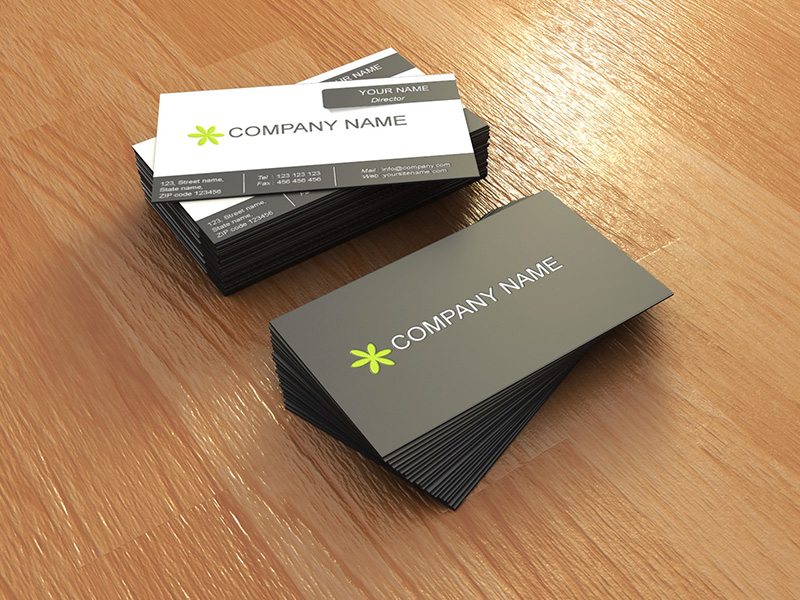 YOUR NAME
YOUR NAME
Director
COMPANY NAME
123, Street name,
State name,
ZIP code 123456
Tel : 123 123 123
Fax : 456 456 456
Mail : info@company.com
Web : yoursitename.com
123, Street name,
State name,
ZIP code 123456
COMPANY NAME